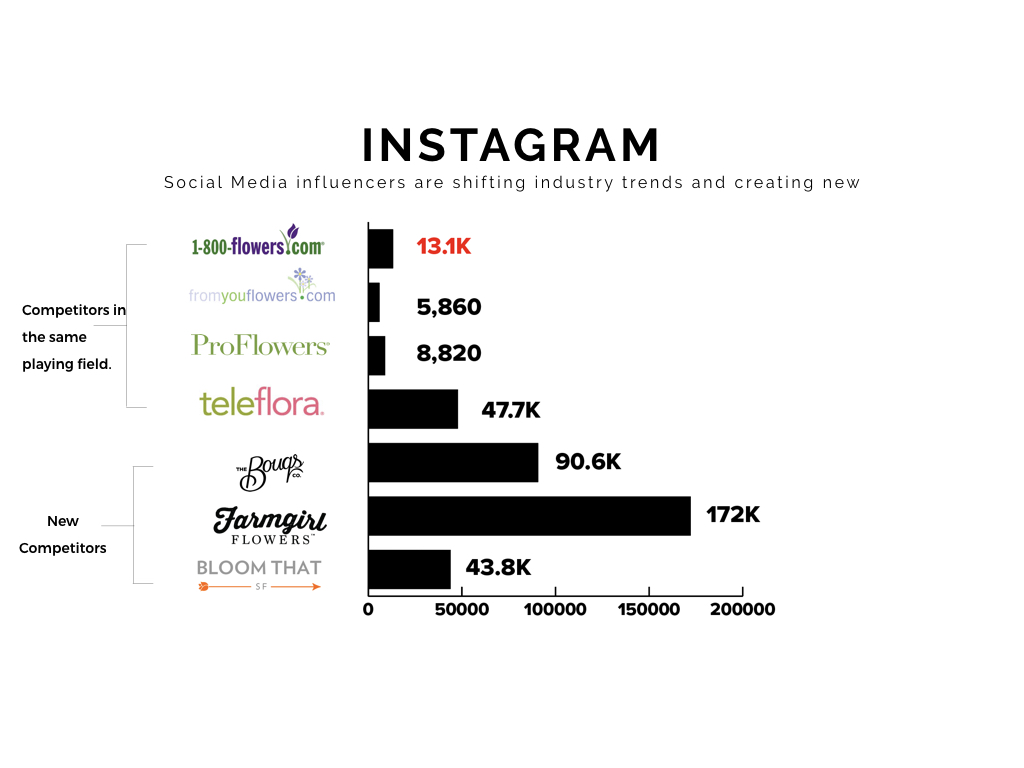 INSTAGRAM
Social Media influencers are shifting industry trends and creating new
1-800-flowers.com®
13.1K
fromyouflowers.com
5,860
Competitors in
the same
playing field.
ProFlowers®
8,820
teleflora.
47.7K
THE Bouqs CO.
90.6K
New
Competitors
Farmgirl
FLOWERS™
172K
BLOOM THAT
SF
43.8K
0 50000 100000 150000 200000